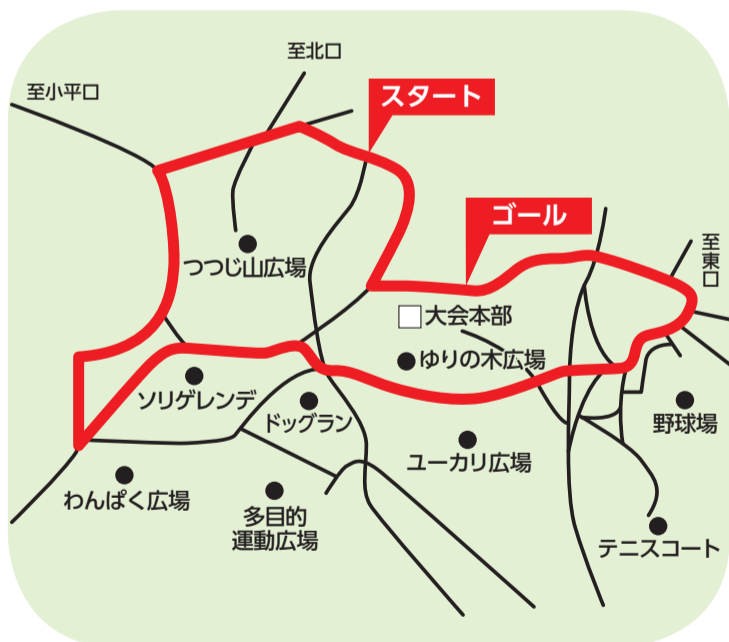 至北口
至小平口
スタート
ゴール
至東口
つつじ山広場
大会本部
ゆりの木広場
ソリゲレンデ
ドッグラン
野球場
ユーカリ広場
わんぱく広場
多目的
運動広場
テニスコート